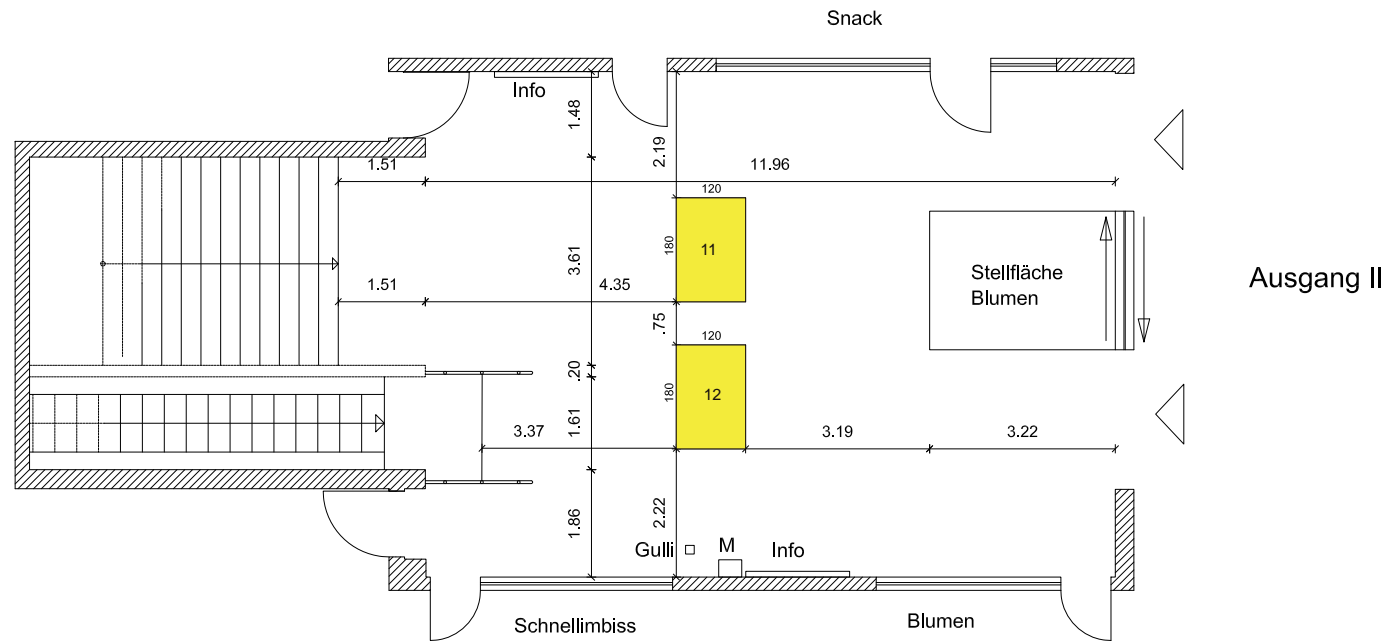 Snack
Info
1.48
2.19
1.51
11.96
120
180
11
3.61
Stellfläche
Blumen
Ausgang II
1.51
4.35
.75
120
.20
180
12
1.61
3.37
3.19
3.22
1.86
2.22
Gulli
M
Info
Schnellimbiss
Blumen